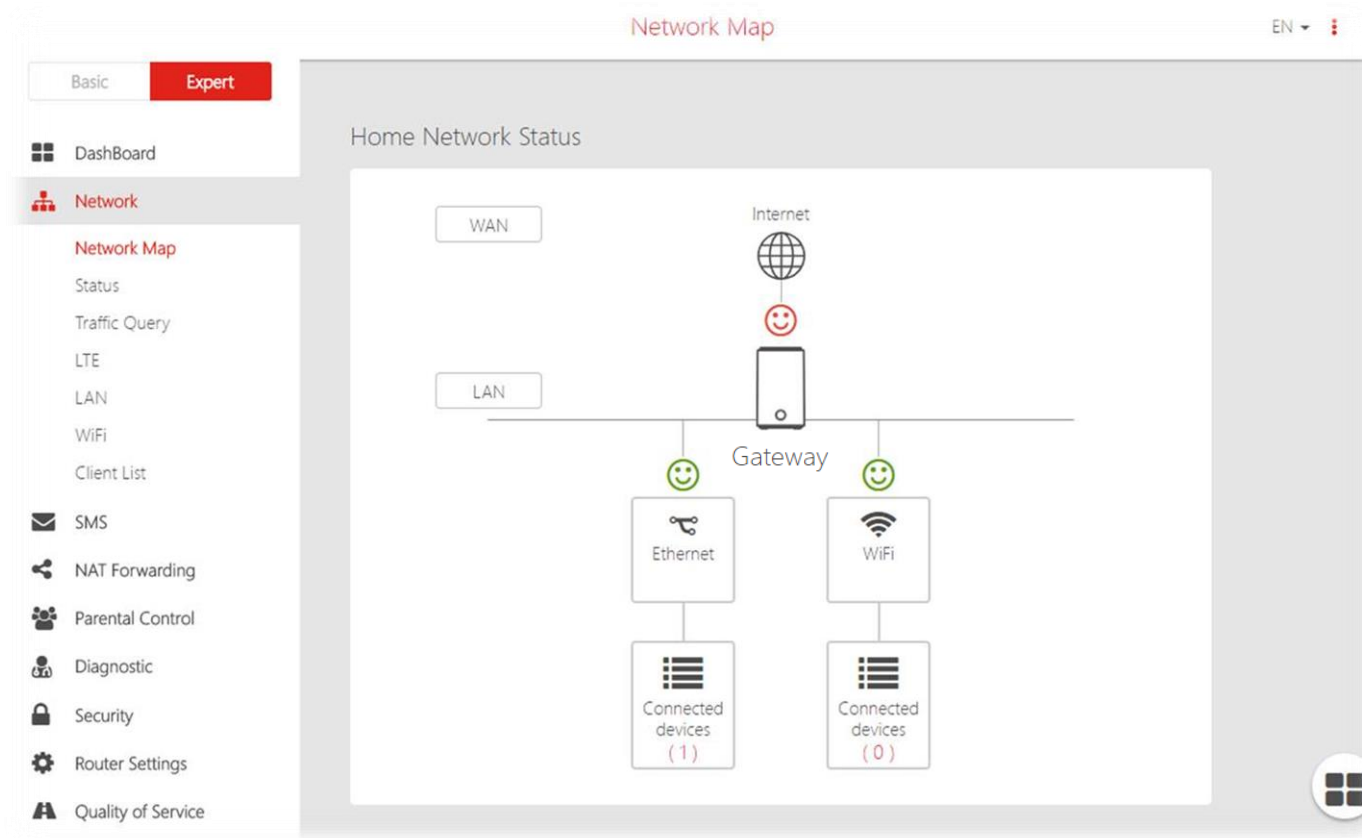 Network Map
EN
Basic
Expert
DashBoard
Network
Network Map
Status
Traffic Query
LTE
LAN
WiFi
Client List
SMS
NAT Forwarding
Parental Control
Diagnostic
Security
Router Settings
Quality of Service
Home Network Status
WAN
Internet
LAN
Gateway
Ethernet
WiFi
Connected
devices
( 1 )
Connected
devices
( 0 )